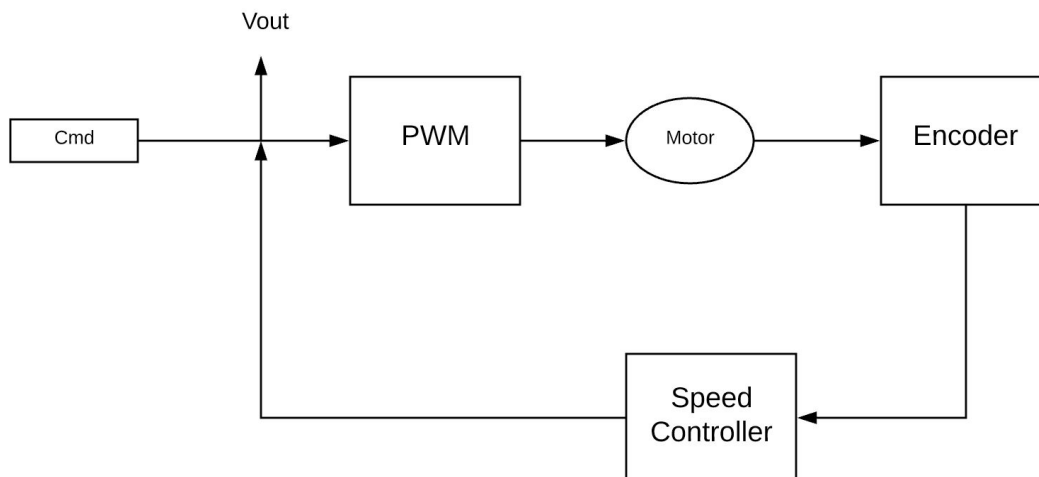 Vout
Cmd
PWM
Motor
Encoder
Speed
Controller